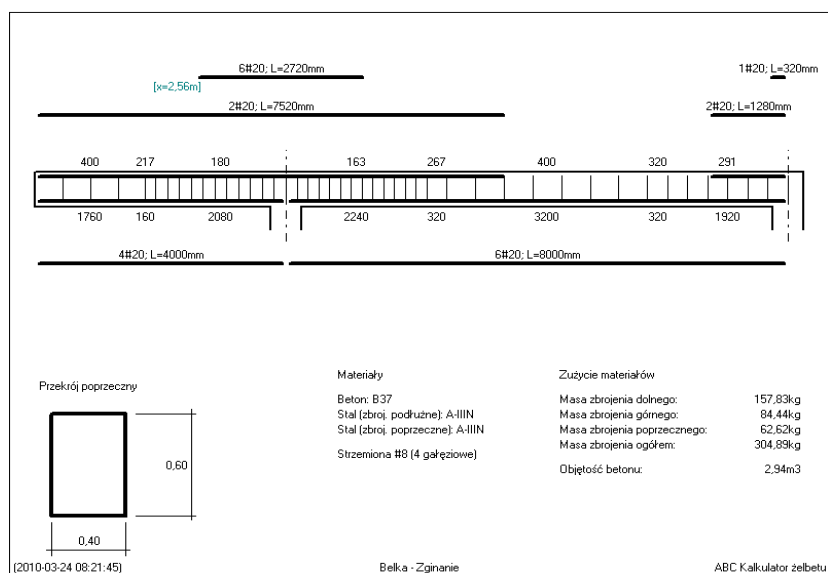 6#20; L=2720mm
1#20; L=320mm
[x=2,56m]
2#20; L=7520mm
2#20; L=1280mm
400 217 180 163 267 400 320 291
1760 160 2080 2240 320 3200 320 1920
4#20; L=4000mm
6#20; L=8000mm
Przekrój poprzeczny
0,60
0,40
Materiały
Beton: B37
Stal (zbroj. podłużne): A-IIIN
Stal (zbroj. poprzeczne): A-IIIN
Strzemiona #8 (4 gałęziowe)
Zużycie materiałów
Masa zbrojenia dolnego: 157,83kg
Masa zbrojenia górnego: 84,44kg
Masa zbrojenia poprzecznego: 62,62kg
Masa zbrojenia ogółem: 304,89kg
Objętość betonu: 2,94m3
[2010-03-24 08:21:45]
Belka - Zginanie
ABC Kalkulator żelbetu